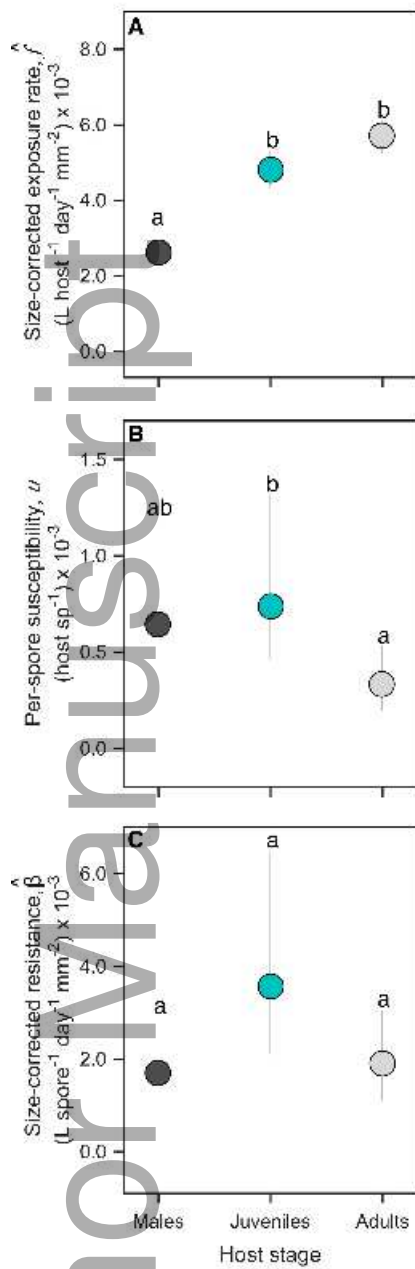 A
Size-corrected exposure rate, f̂
(L host⁻¹ day⁻¹ mm⁻²) x 10⁻³
8.0
6.0
4.0
2.0
0.0
a
b
b
B
Per-spore susceptibility, u
(host sp⁻¹) x 10⁻³
1.5
1.0
0.5
0.0
ab
b
a
C
Size-corrected resistance, β̂
(L spore⁻¹ day⁻¹ mm⁻²) x 10⁻³
6.0
4.0
2.0
0.0
a
a
a
Males Juveniles Adults
Host stage
or Manuscript